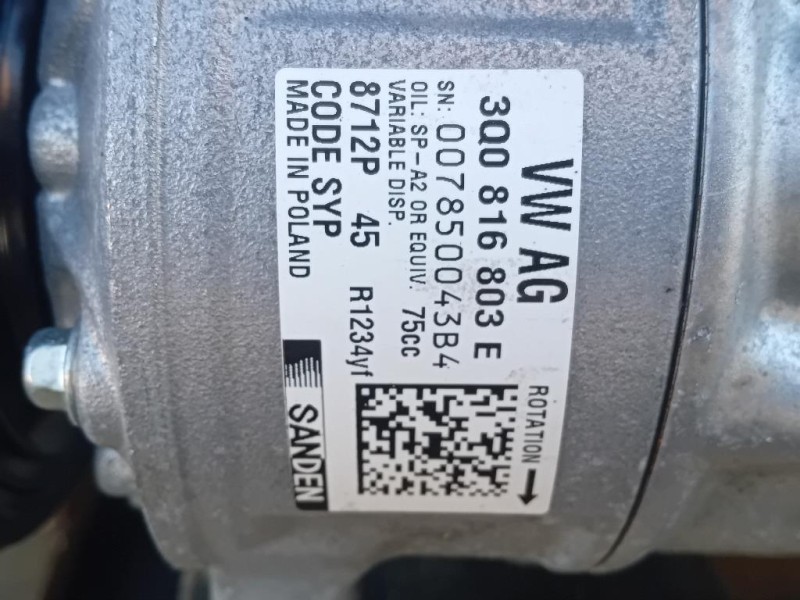 VW AG
3Q0 816 803 E
SN: 007850043B4
OIL: SP-A2 OR EQUIV. 75cc
VARIABLE DISP.
8712P 45 R1234yf
CODE SYP
MADE IN POLAND
ROTATION →
SANDEN